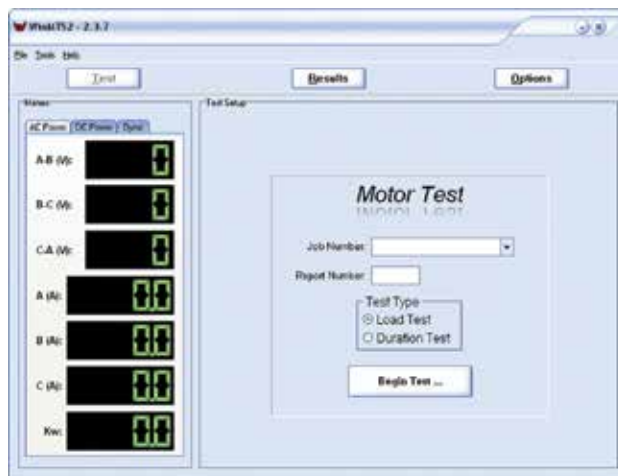 File Tools Help
Test
Results
Options
Meters
Test Setup
AC Power DC Power Dyno
A-B (V): 0
B-C (V): 0
C-A (V): 0
A (A): 0.0
B (A): 0.0
C (A): 0.0
Kw: 0.0
Motor Test
Job Number
Report Number
Test Type
Load Test
Duration Test
Begin Test ...